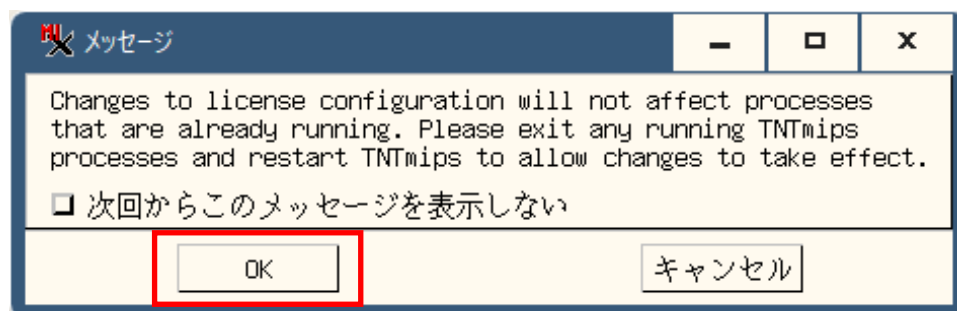 メッセージ
Changes to license configuration will not affect processes
that are already running. Please exit any running TNTmips
processes and restart TNTmips to allow changes to take effect.
次回からこのメッセージを表示しない
OK
キャンセル